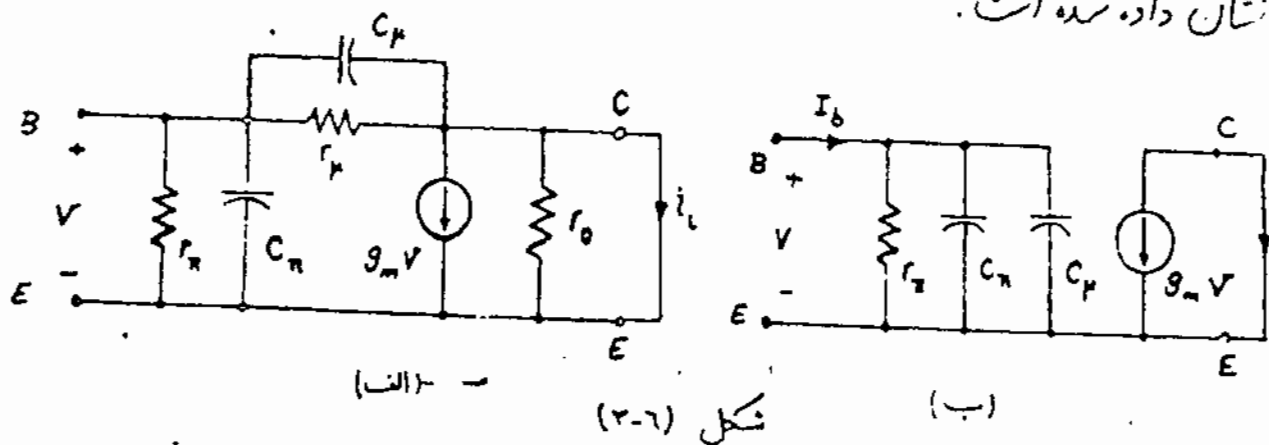 نشان داده شده است.
Cμ
B
+
V
-
E
rπ
Cπ
rμ
gmV
r0
C
iL
E
(الف)
Ib
B
+
V
-
E
rπ
Cπ
Cμ
gmV
C
E
(ب)
شکل (۶-۳)